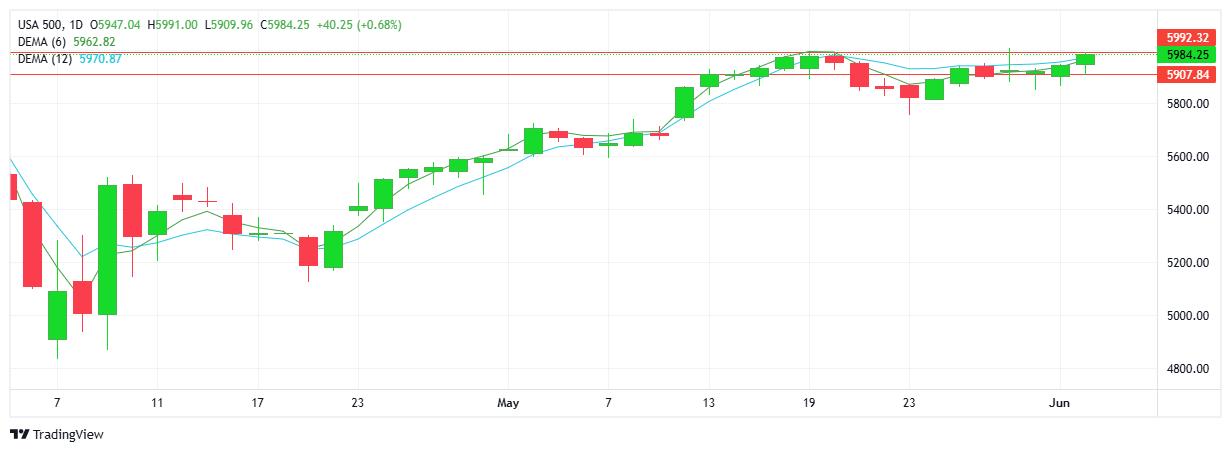 USA 500, 1D O5947.04 H5991.00 L5909.96 C5984.25 +40.25 (+0.68%)
DEMA (6) 5962.82
DEMA (12) 5970.87
5992.32
5984.25
5907.84
5800.00
5600.00
5400.00
5200.00
5000.00
4800.00
7 11 17 23 May 7 13 19 23 Jun
TradingView